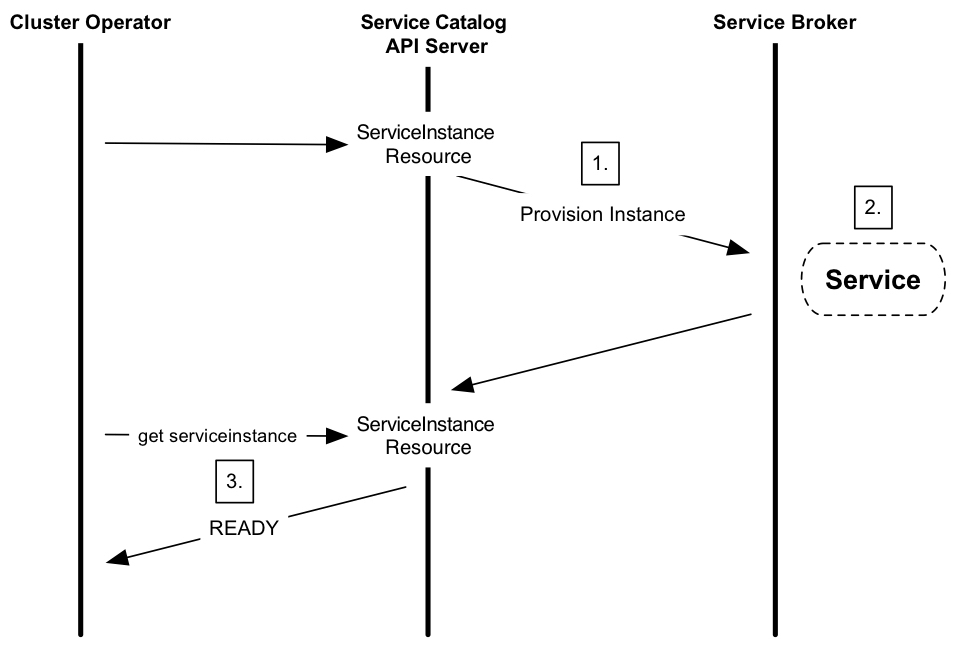 Cluster Operator
Service Catalog
API Server
Service Broker
ServiceInstance
Resource
1.
Provision Instance
2.
Service
ServiceInstance
Resource
get serviceinstance
3.
READY